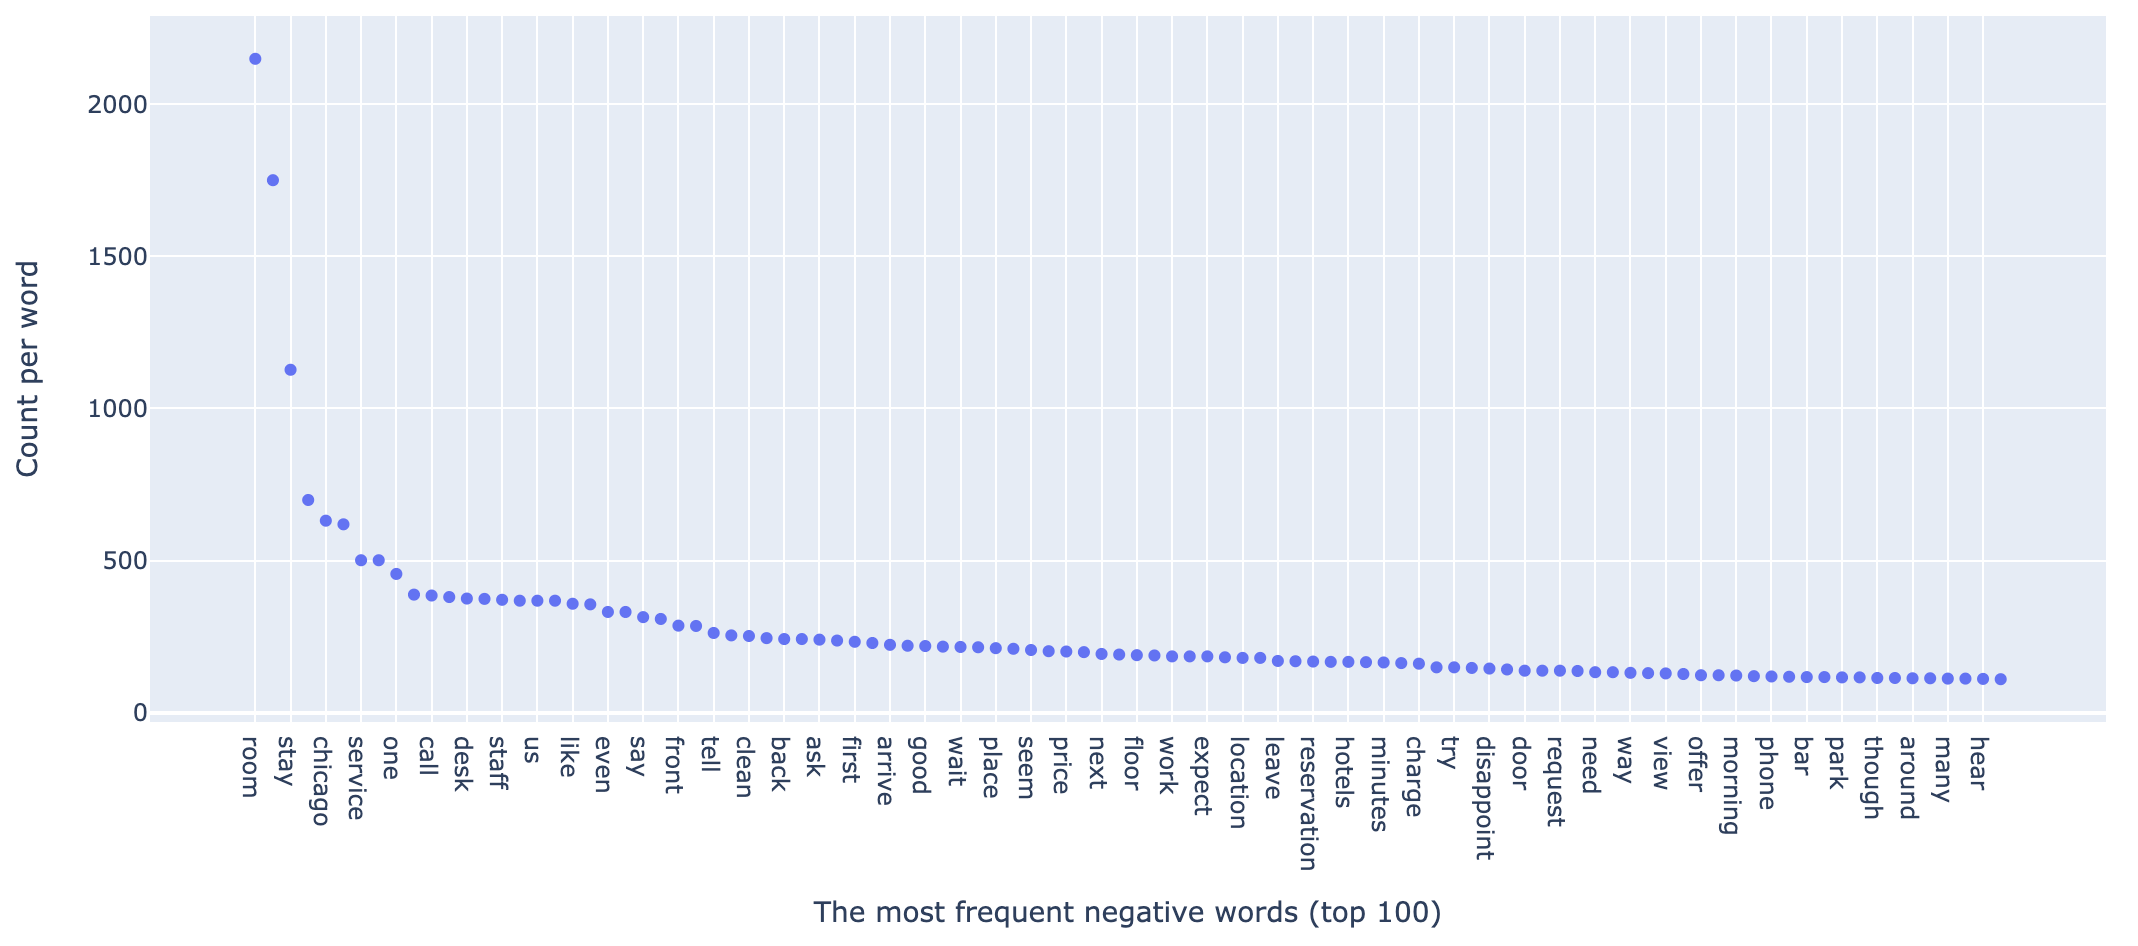 2000
1500
1000
500
0
Count per word
room
stay
chicago
service
one
call
desk
staff
us
like
even
say
front
tell
clean
back
ask
first
arrive
good
wait
place
seem
price
next
floor
work
expect
location
leave
reservation
hotels
minutes
charge
try
disappoint
door
request
need
way
view
offer
morning
phone
bar
park
though
around
many
hear
The most frequent negative words (top 100)